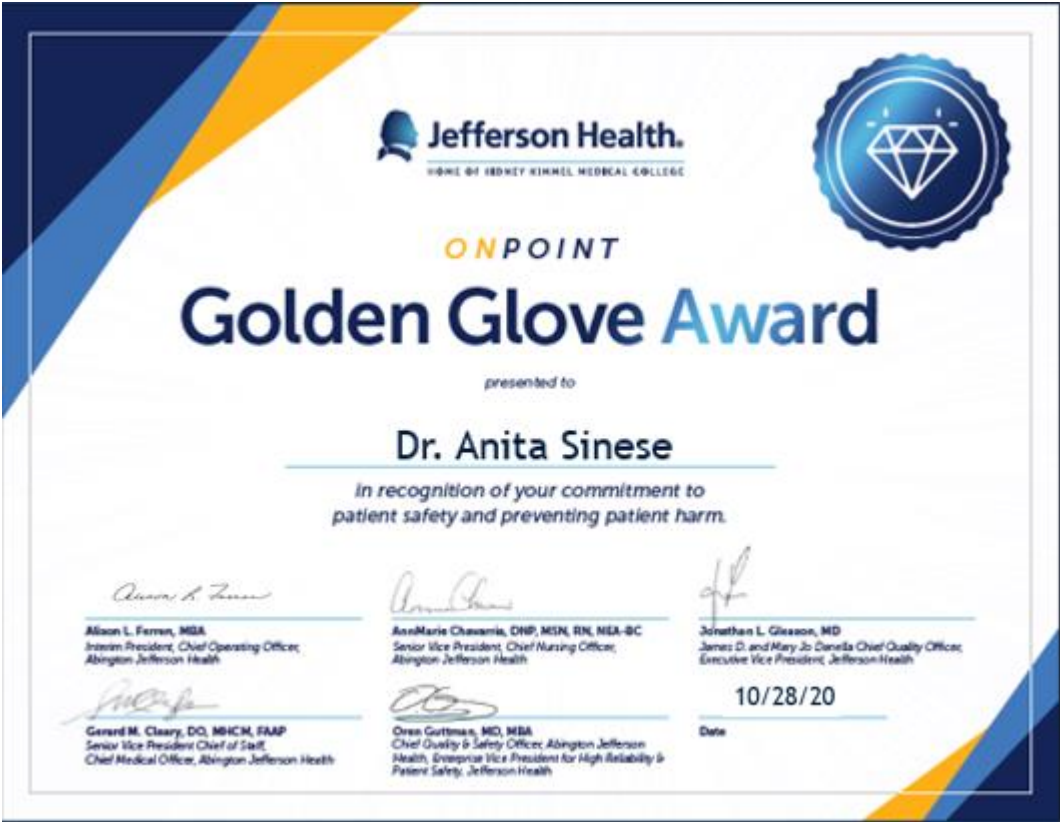 Jefferson Health.
HOME OF SIDNEY KIMMEL MEDICAL COLLEGE
ONPOINT
Golden Glove Award
presented to
Dr. Anita Sinese
in recognition of your commitment to
patient safety and preventing patient harm.
Alison L. Ferren, MBA
Interim President, Chief Operating Officer,
Abington Jefferson Health
AnnMarie Chavarria, DNP, MSN, RN, NEA-BC
Senior Vice President, Chief Nursing Officer,
Abington Jefferson Health
Jonathan L. Gleason, MD
James D. and Mary Jo Danella Chief Quality Officer,
Executive Vice President, Jefferson Health
Gerard M. Cleary, DO, MHCM, FAAP
Senior Vice President Chief of Staff,
Chief Medical Officer, Abington Jefferson Health
Oren Guttman, MD, MBA
Chief Quality & Safety Officer, Abington Jefferson
Health, Enterprise Vice President for High Reliability &
Patient Safety, Jefferson Health
10/28/20
Date